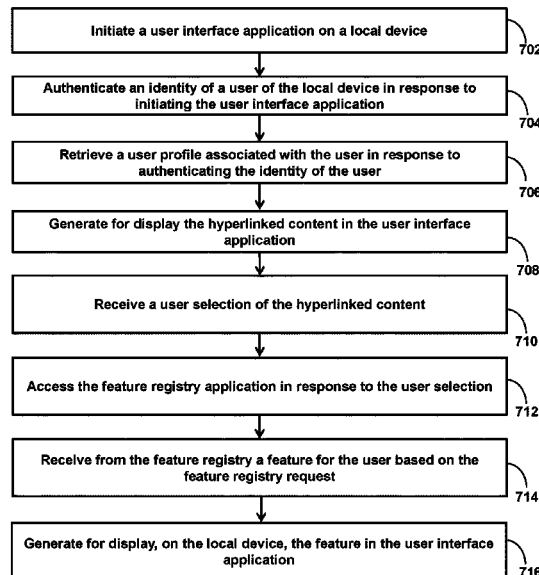 Initiate a user interface application on a local device
702
Authenticate an identity of a user of the local device in response to
initiating the user interface application
704
Retrieve a user profile associated with the user in response to
authenticating the identity of the user
706
Generate for display the hyperlinked content in the user interface
application
708
Receive a user selection of the hyperlinked content
710
Access the feature registry application in response to the user selection
712
Receive from the feature registry a feature for the user based on the
feature registry request
714
Generate for display, on the local device, the feature in the user interface
application
716